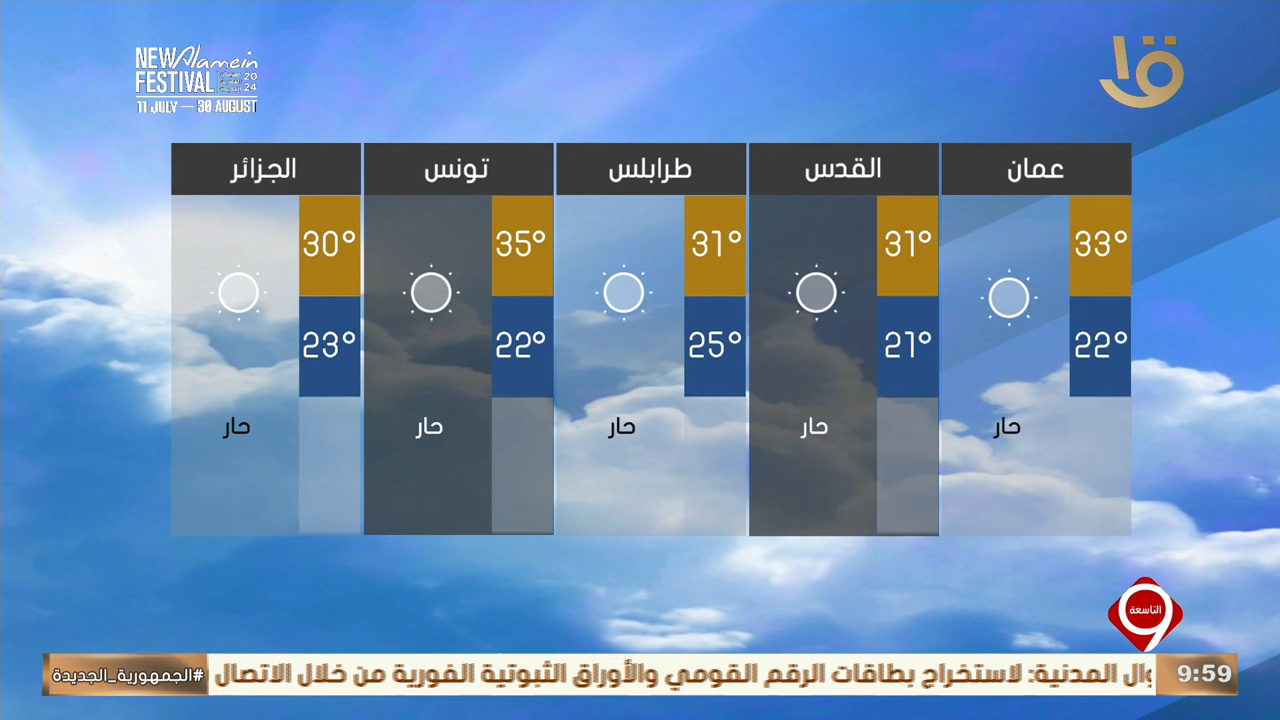 NEW Alamein
FESTIVAL 20
24
11 JULY — 30 AUGUST
عمان
33°
22°
حار
القدس
31°
21°
حار
طرابلس
31°
25°
حار
تونس
35°
22°
حار
الجزائر
30°
23°
حار
9 التاسعة
9:59
المدنية: لاستخراج بطاقات الرقم القومي والأوراق الثبوتية الفورية من خلال الاتصال
#الجمهورية_الجديدة